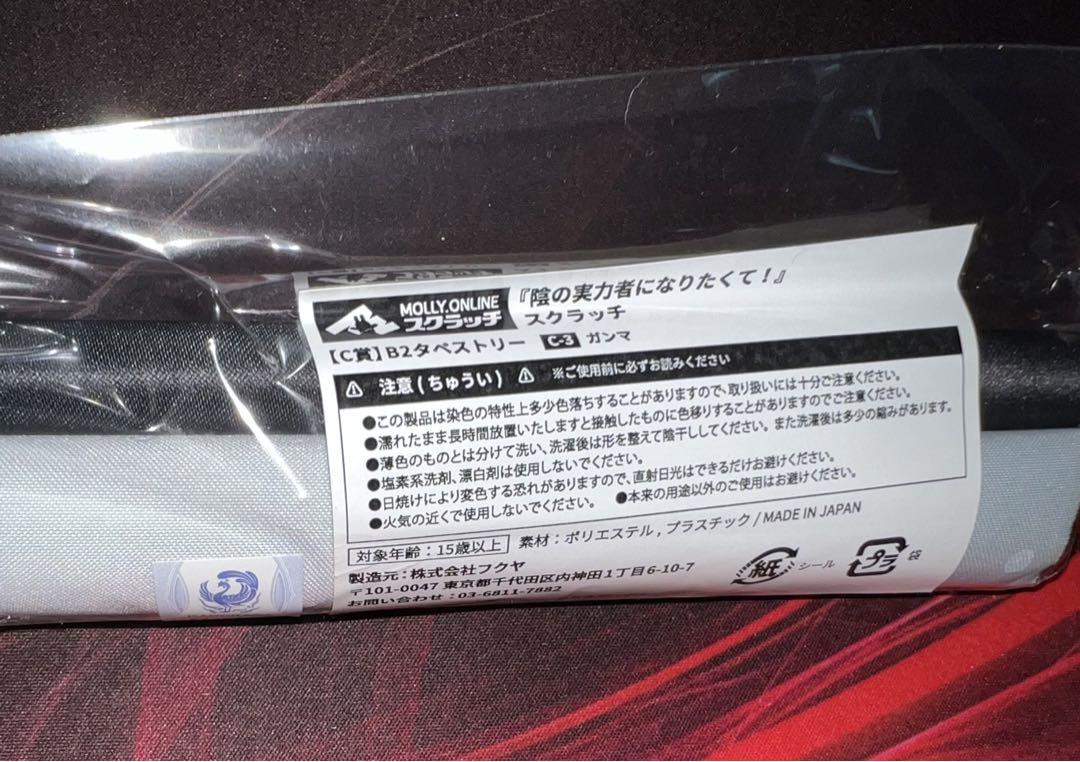 MOLLY.ONLINE
スクラッチ
『陰の実力者になりたくて！』
スクラッチ
【C賞】B2タペストリー C-3 ガンマ
注意(ちゅうい) ※ご使用前に必ずお読みください
●この製品は染色の特性上多少色落ちすることがありますので、取り扱いには十分ご注意ください。
●濡れたまま長時間放置いたしますと接触したものに色移りすることがありますのでご注意ください。
●薄色のものとは分けて洗い、洗濯後は形を整えて陰干ししてください。また洗濯後は多少の縮みがあります。
●塩素系洗剤、漂白剤は使用しないでください。
●日焼けにより変色する恐れがありますので、直射日光はできるだけお避けください。
●火気の近くで使用しないでください。 ●本来の用途以外のご使用はお避けください。
対象年齢：15歳以上 素材：ポリエステル,プラスチック/MADE IN JAPAN
製造元：株式会社フクヤ
〒101-0047 東京都千代田区内神田1丁目6-10-7
お問い合わせ：03-6811-7882
紙 シール
プラ 袋